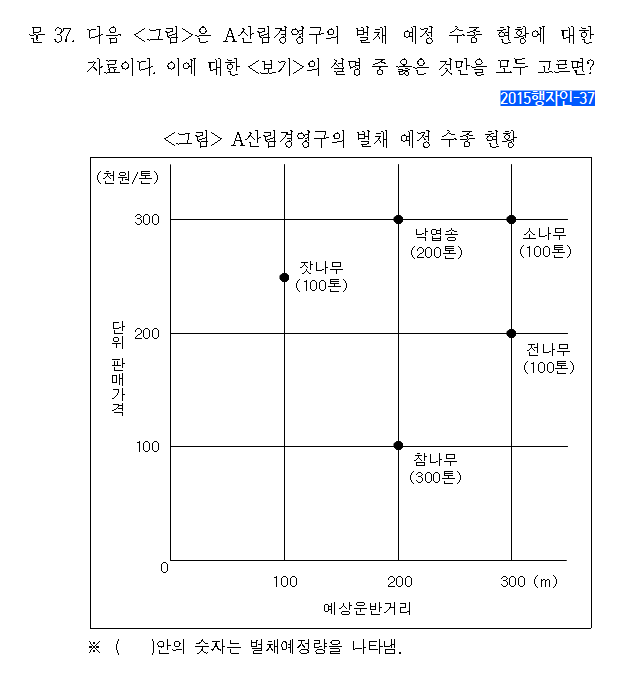 문 37. 다음 <그림>은 A산림경영구의 벌채 예정 수종 현황에 대한
자료이다. 이에 대한 <보기>의 설명 중 옳은 것만을 모두 고르면?
2015행자인-37
<그림> A산림경영구의 벌채 예정 수종 현황
(천원/톤)
300
낙엽송
(200톤)
소나무
(100톤)
잣나무
(100톤)
단위 판매가격
200
전나무
(100톤)
100
참나무
(300톤)
0
100 200 300 (m)
예상운반거리
※ ( )안의 숫자는 벌채예정량을 나타냄.